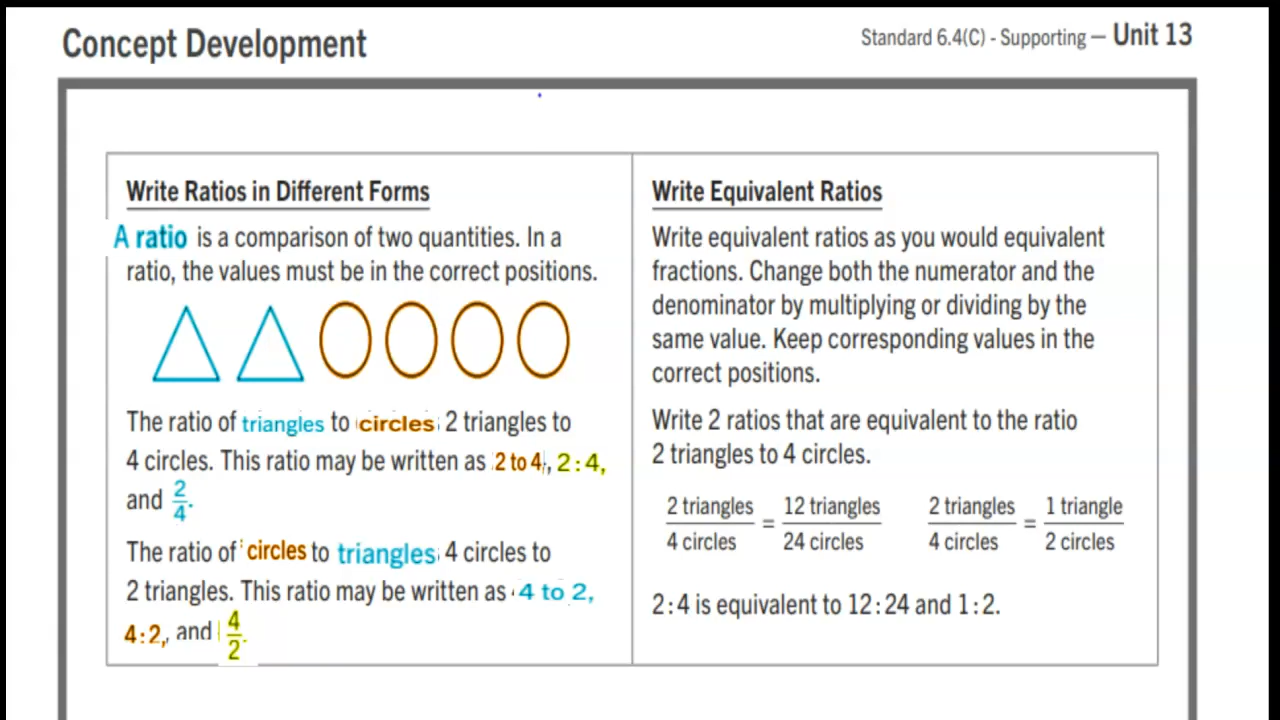 Concept Development
Standard 6.4(C) - Supporting — Unit 13
Write Ratios in Different Forms
A ratio is a comparison of two quantities. In a
ratio, the values must be in the correct positions.
The ratio of triangles to circles 2 triangles to
4 circles. This ratio may be written as 2 to 4, 2:4,
and 2/4.
The ratio of circles to triangles 4 circles to
2 triangles. This ratio may be written as 4 to 2,
4:2, and 4/2.
Write Equivalent Ratios
Write equivalent ratios as you would equivalent
fractions. Change both the numerator and the
denominator by multiplying or dividing by the
same value. Keep corresponding values in the
correct positions.
Write 2 ratios that are equivalent to the ratio
2 triangles to 4 circles.
2 triangles/4 circles = 12 triangles/24 circles 2 triangles/4 circles = 1 triangle/2 circles
2:4 is equivalent to 12:24 and 1:2.